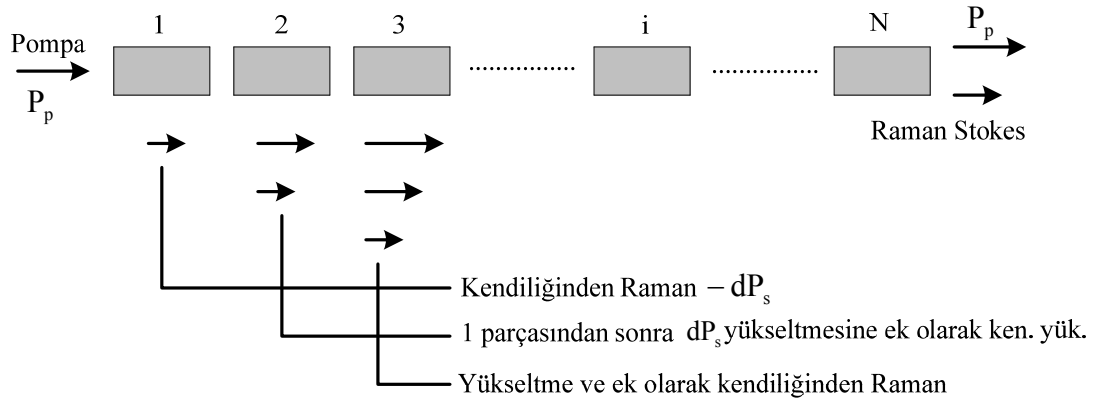 1 2 3 i N
Pompa
P_p
P_p
Raman Stokes
Kendiliğinden Raman – dP_s
1 parçasından sonra dP_s yükseltmesine ek olarak ken. yük.
Yükseltme ve ek olarak kendiliğinden Raman